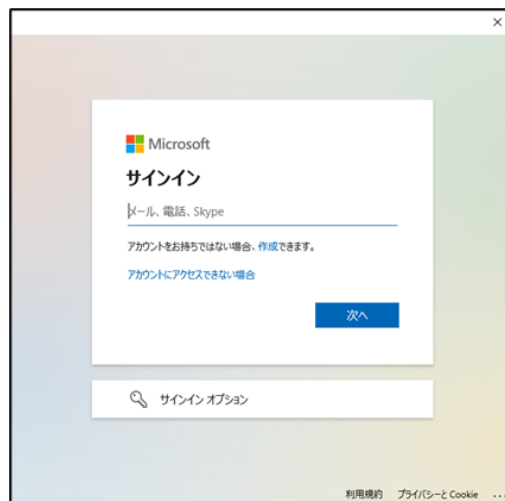 Microsoft
サインイン
メール、電話、Skype
アカウントをお持ちではない場合、作成できます。
アカウントにアクセスできない場合
次へ
サインイン オプション
利用規約 プライバシーと Cookie ...